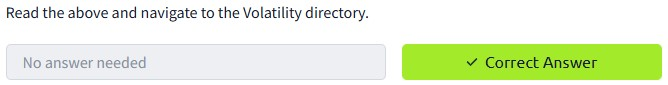 Read the above and navigate to the Volatility directory.
No answer needed
✓ Correct Answer